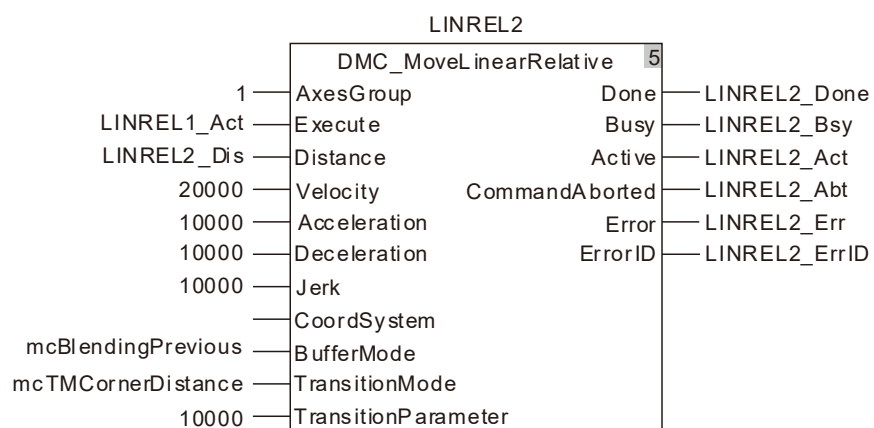 LINREL2
DMC_MoveLinearRelative 5
1 AxesGroup Done LINREL2_Done
LINREL1_Act Execute Busy LINREL2_Bsy
LINREL2_Dis Distance Active LINREL2_Act
20000 Velocity CommandAborted LINREL2_Abt
10000 Acceleration Error LINREL2_Err
10000 Deceleration ErrorID LINREL2_ErrID
10000 Jerk
CoordSystem
mcBlendingPrevious BufferMode
mcTMCornerDistance TransitionMode
10000 TransitionParameter